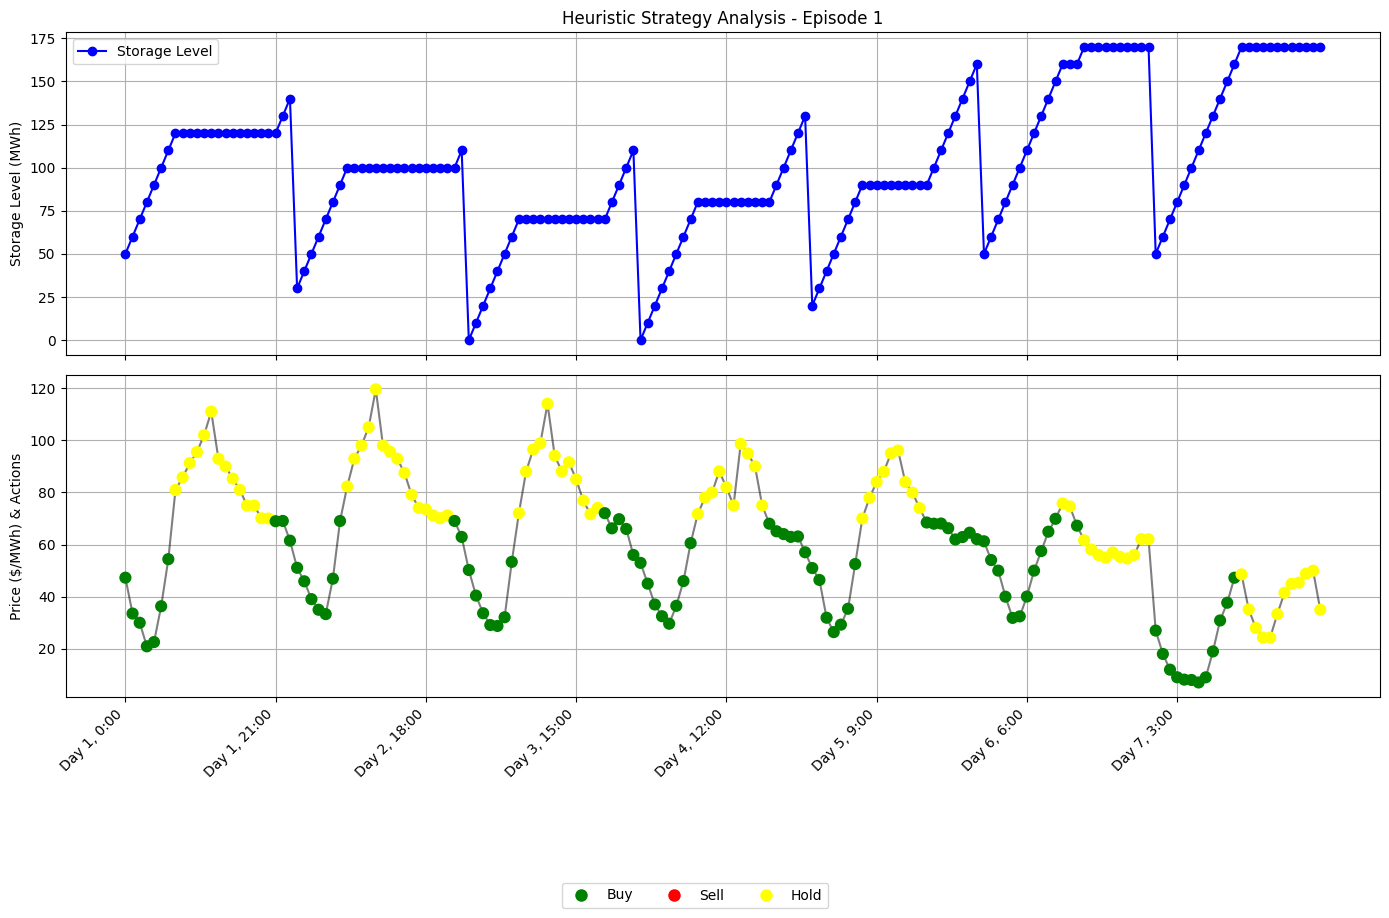 Heuristic Strategy Analysis - Episode 1
Storage Level (MWh)
175
150
125
100
75
50
25
0
Storage Level
Price ($/MWh) & Actions
120
100
80
60
40
20
Day 1, 0:00
Day 1, 21:00
Day 2, 18:00
Day 3, 15:00
Day 4, 12:00
Day 5, 9:00
Day 6, 6:00
Day 7, 3:00
Buy Sell Hold